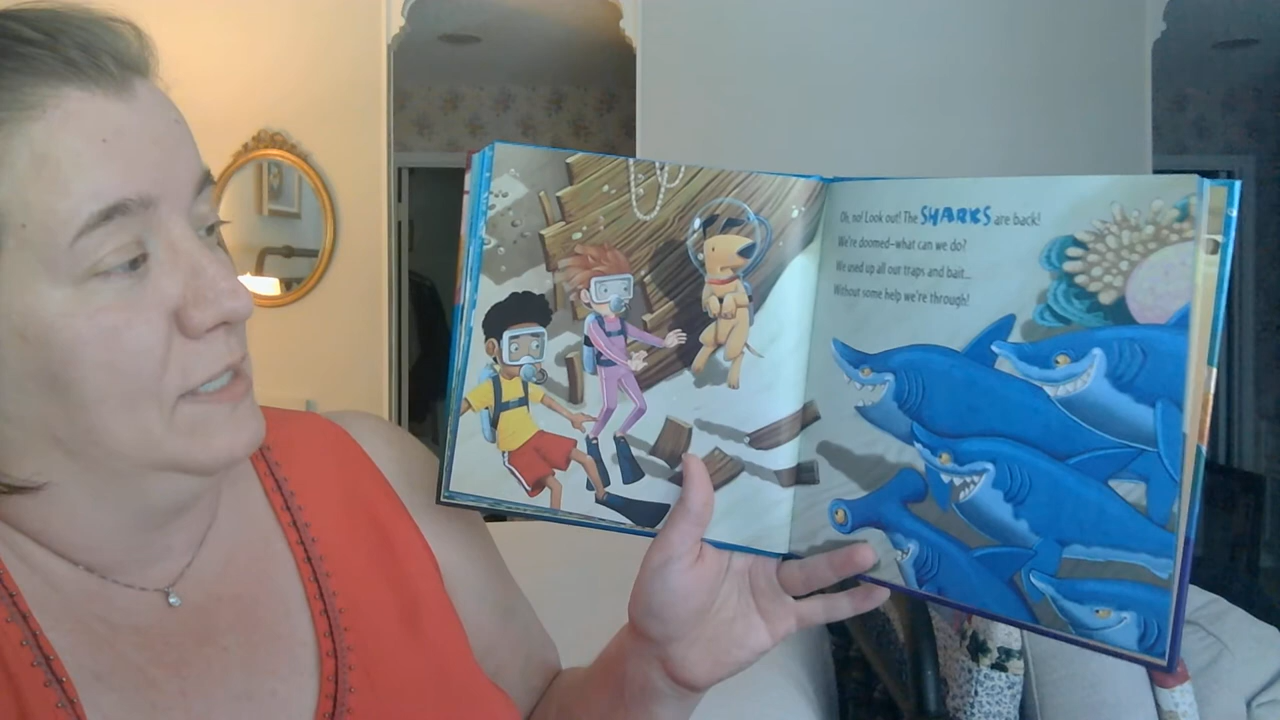 Oh, no! Look out! The SHARKS are back!
We're doomed–what can we do?
We used up all our traps and bait...
Without some help we're through!